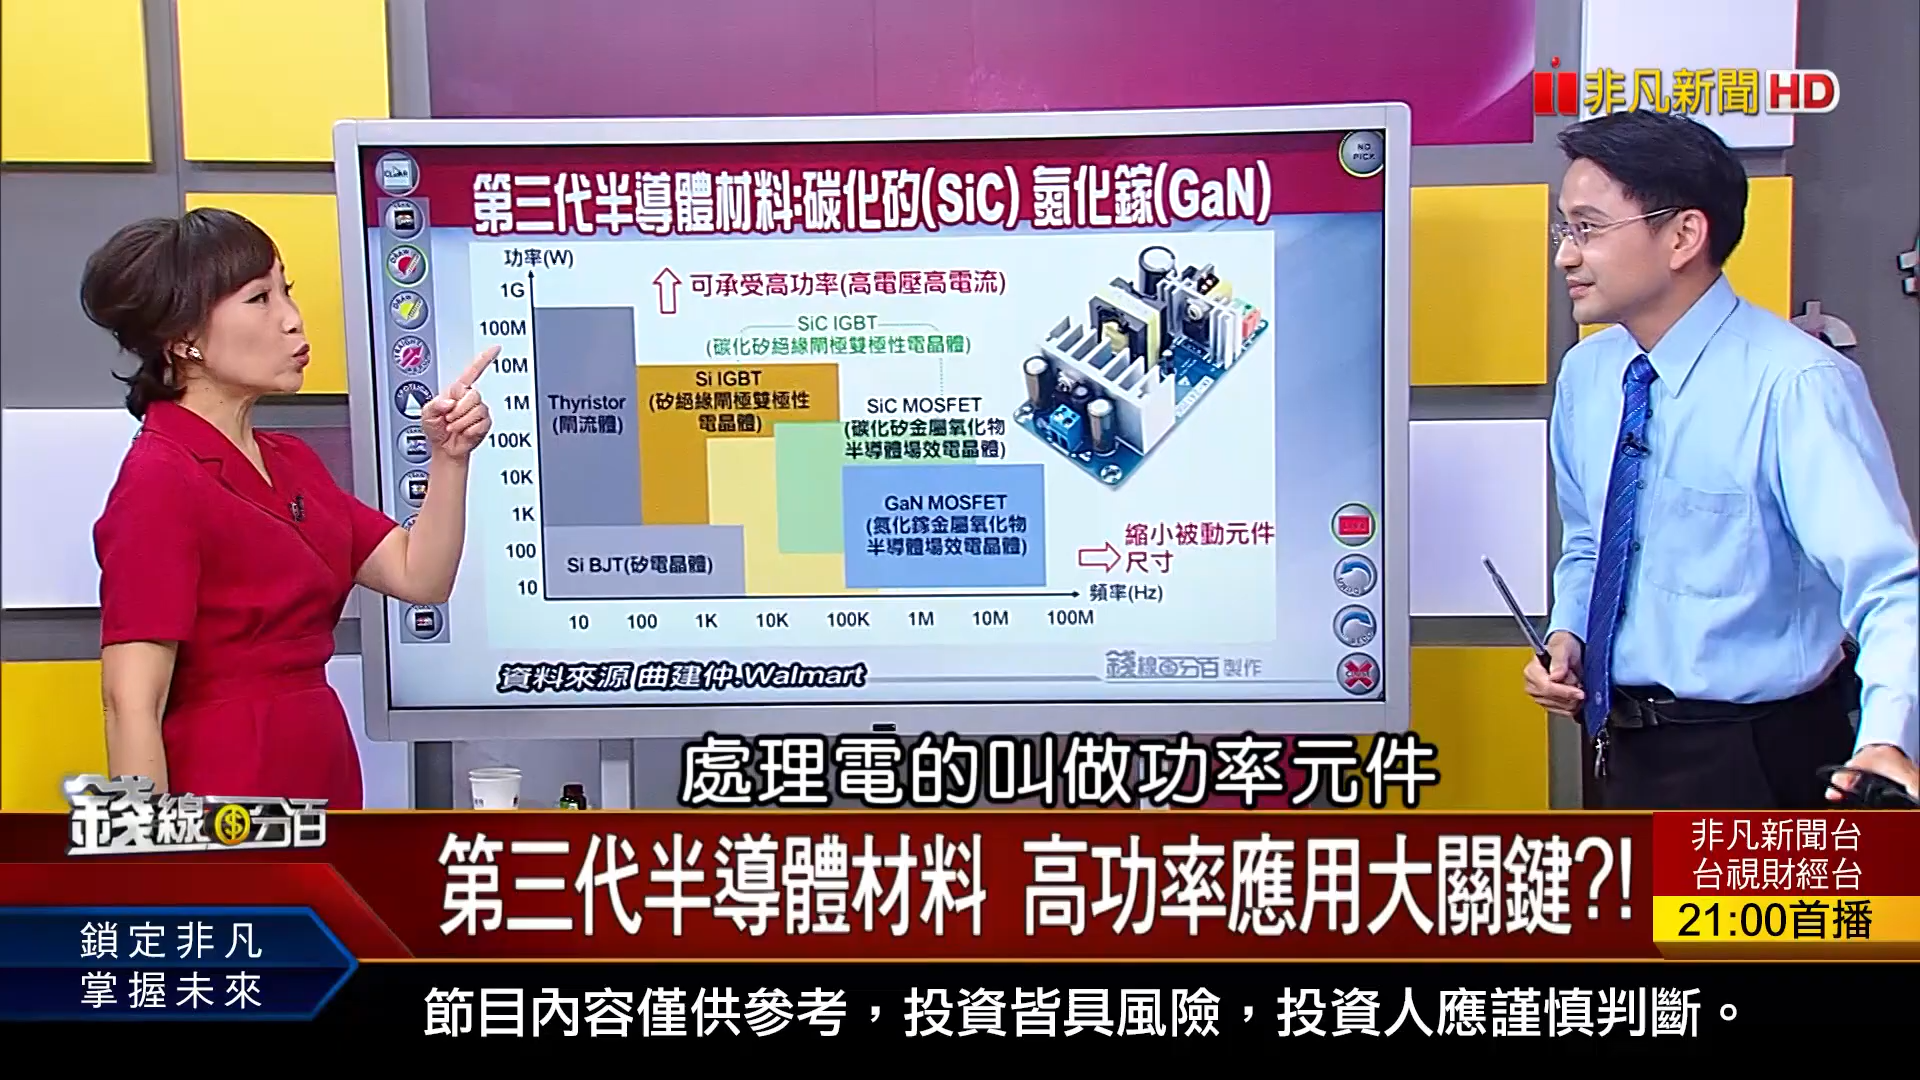 非凡新聞HD
NO PICK
CLEAR
第三代半導體材料:碳化矽(SiC) 氮化鎵(GaN)
功率(W)
1G
100M
10M
1M
100K
10K
1K
100
10
可承受高功率(高電壓高電流)
SiC IGBT
(碳化矽絕緣閘極雙極性電晶體)
Thyristor
(閘流體)
Si IGBT
(矽絕緣閘極雙極性
電晶體)
SiC MOSFET
(碳化矽金屬氧化物
半導體場效電晶體)
GaN MOSFET
(氮化鎵金屬氧化物
半導體場效電晶體)
Si BJT(矽電晶體)
縮小被動元件
尺寸
頻率(Hz)
10 100 1K 10K 100K 1M 10M 100M
資料來源 曲建仲.Walmart
錢線百分百 製作
處理電的叫做功率元件
錢線百分百
第三代半導體材料 高功率應用大關鍵?!
非凡新聞台
台視財經台
21:00首播
鎖定非凡
掌握未來
節目內容僅供參考，投資皆具風險，投資人應謹慎判斷。